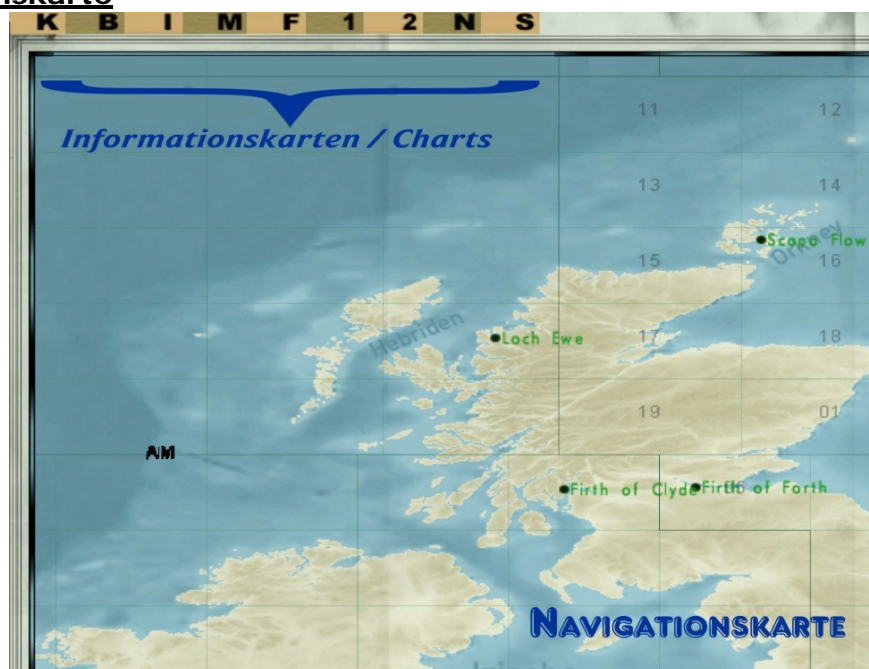 K B I M F 1 2 N S
Informationskarten / Charts
11 12
13 14
Scapa Flow
Orkney
15 16
Hebriden
Loch Ewe
17 18
19 01
AM
Firth of Clyde Firth of Forth
NAVIGATIONSKARTE